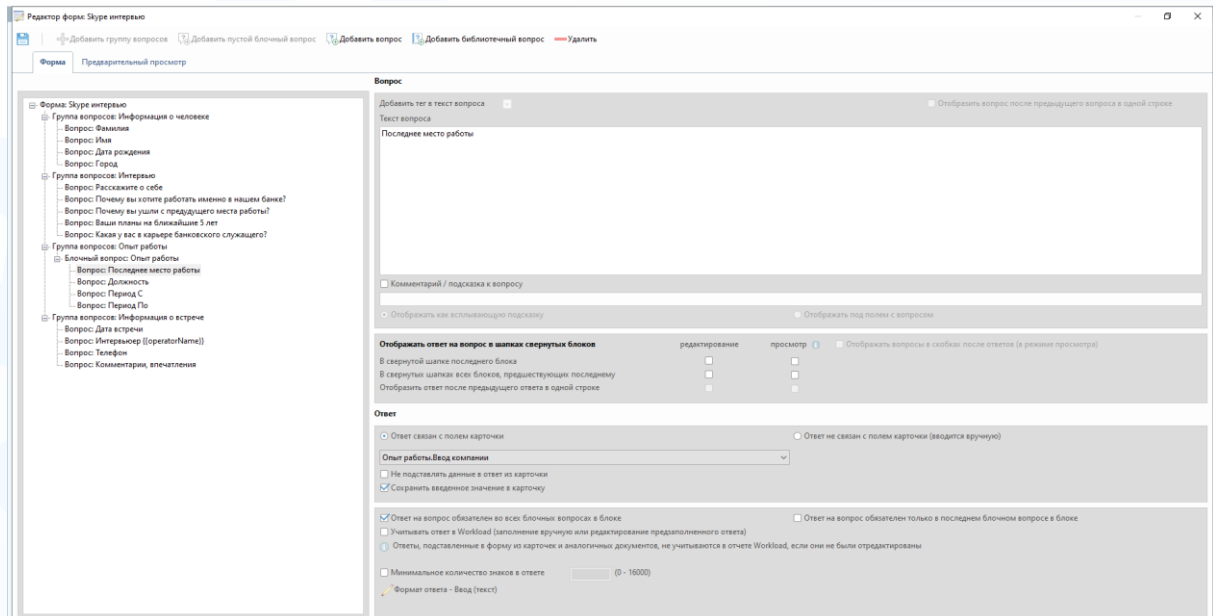 Редактор форм: Skype интервью
Добавить группу вопросов Добавить пустой блочный вопрос Добавить вопрос Добавить библиотечный вопрос Удалить
Форма Предварительный просмотр
Форма: Skype интервью
Группа вопросов: Информация о человеке
Вопрос: Фамилия
Вопрос: Имя
Вопрос: Дата рождения
Вопрос: Город
Группа вопросов: Интервью
Вопрос: Расскажите о себе
Вопрос: Почему вы хотите работать именно в нашем банке?
Вопрос: Почему вы ушли с предудущего места работы?
Вопрос: Ваши планы на ближайшие 5 лет
Вопрос: Какая у вас в карьере банковского служащего?
Группа вопросов: Опыт работы
Блочный вопрос: Опыт работы
Вопрос: Последнее место работы
Вопрос: Должность
Вопрос: Период С
Вопрос: Период По
Группа вопросов: Информация о встрече
Вопрос: Дата встречи
Вопрос: Интервьюер {{operatorName}}
Вопрос: Телефон
Вопрос: Комментарии, впечатления
Вопрос
Добавить тег в текст вопроса Отобразить вопрос после предыдущего вопроса в одной строке
Текст вопроса
Последнее место работы
Комментарий / подсказка к вопросу
Отображать как всплывающую подсказку Отображать под полем с вопросом
Отображать ответ на вопрос в шапках свернутых блоков редактирование просмотр Отображать вопросы в скобках после ответов (в режиме просмотра)
В свернутой шапке последнего блока
В свернутых шапках всех блоков, предшествующих последнему
Отобразить ответ после предыдущего ответа в одной строке
Ответ
Ответ связан с полем карточки Ответ не связан с полем карточки (вводится вручную)
Опыт работы.Ввод компании
Не подставлять данные в ответ из карточки
Сохранить введенное значение в карточку
Ответ на вопрос обязателен во всех блочных вопросах в блоке Ответ на вопрос обязателен только в последнем блочном вопросе в блоке
Учитывать ответ в Workload (заполнение вручную или редактирование предзаполненного ответа)
Ответы, подставленные в форму из карточек и аналогичных документов, не учитываются в отчете Workload, если они не были отредактированы
Минимальное количество знаков в ответе (0 - 16000)
Формат ответа - Ввод (текст)